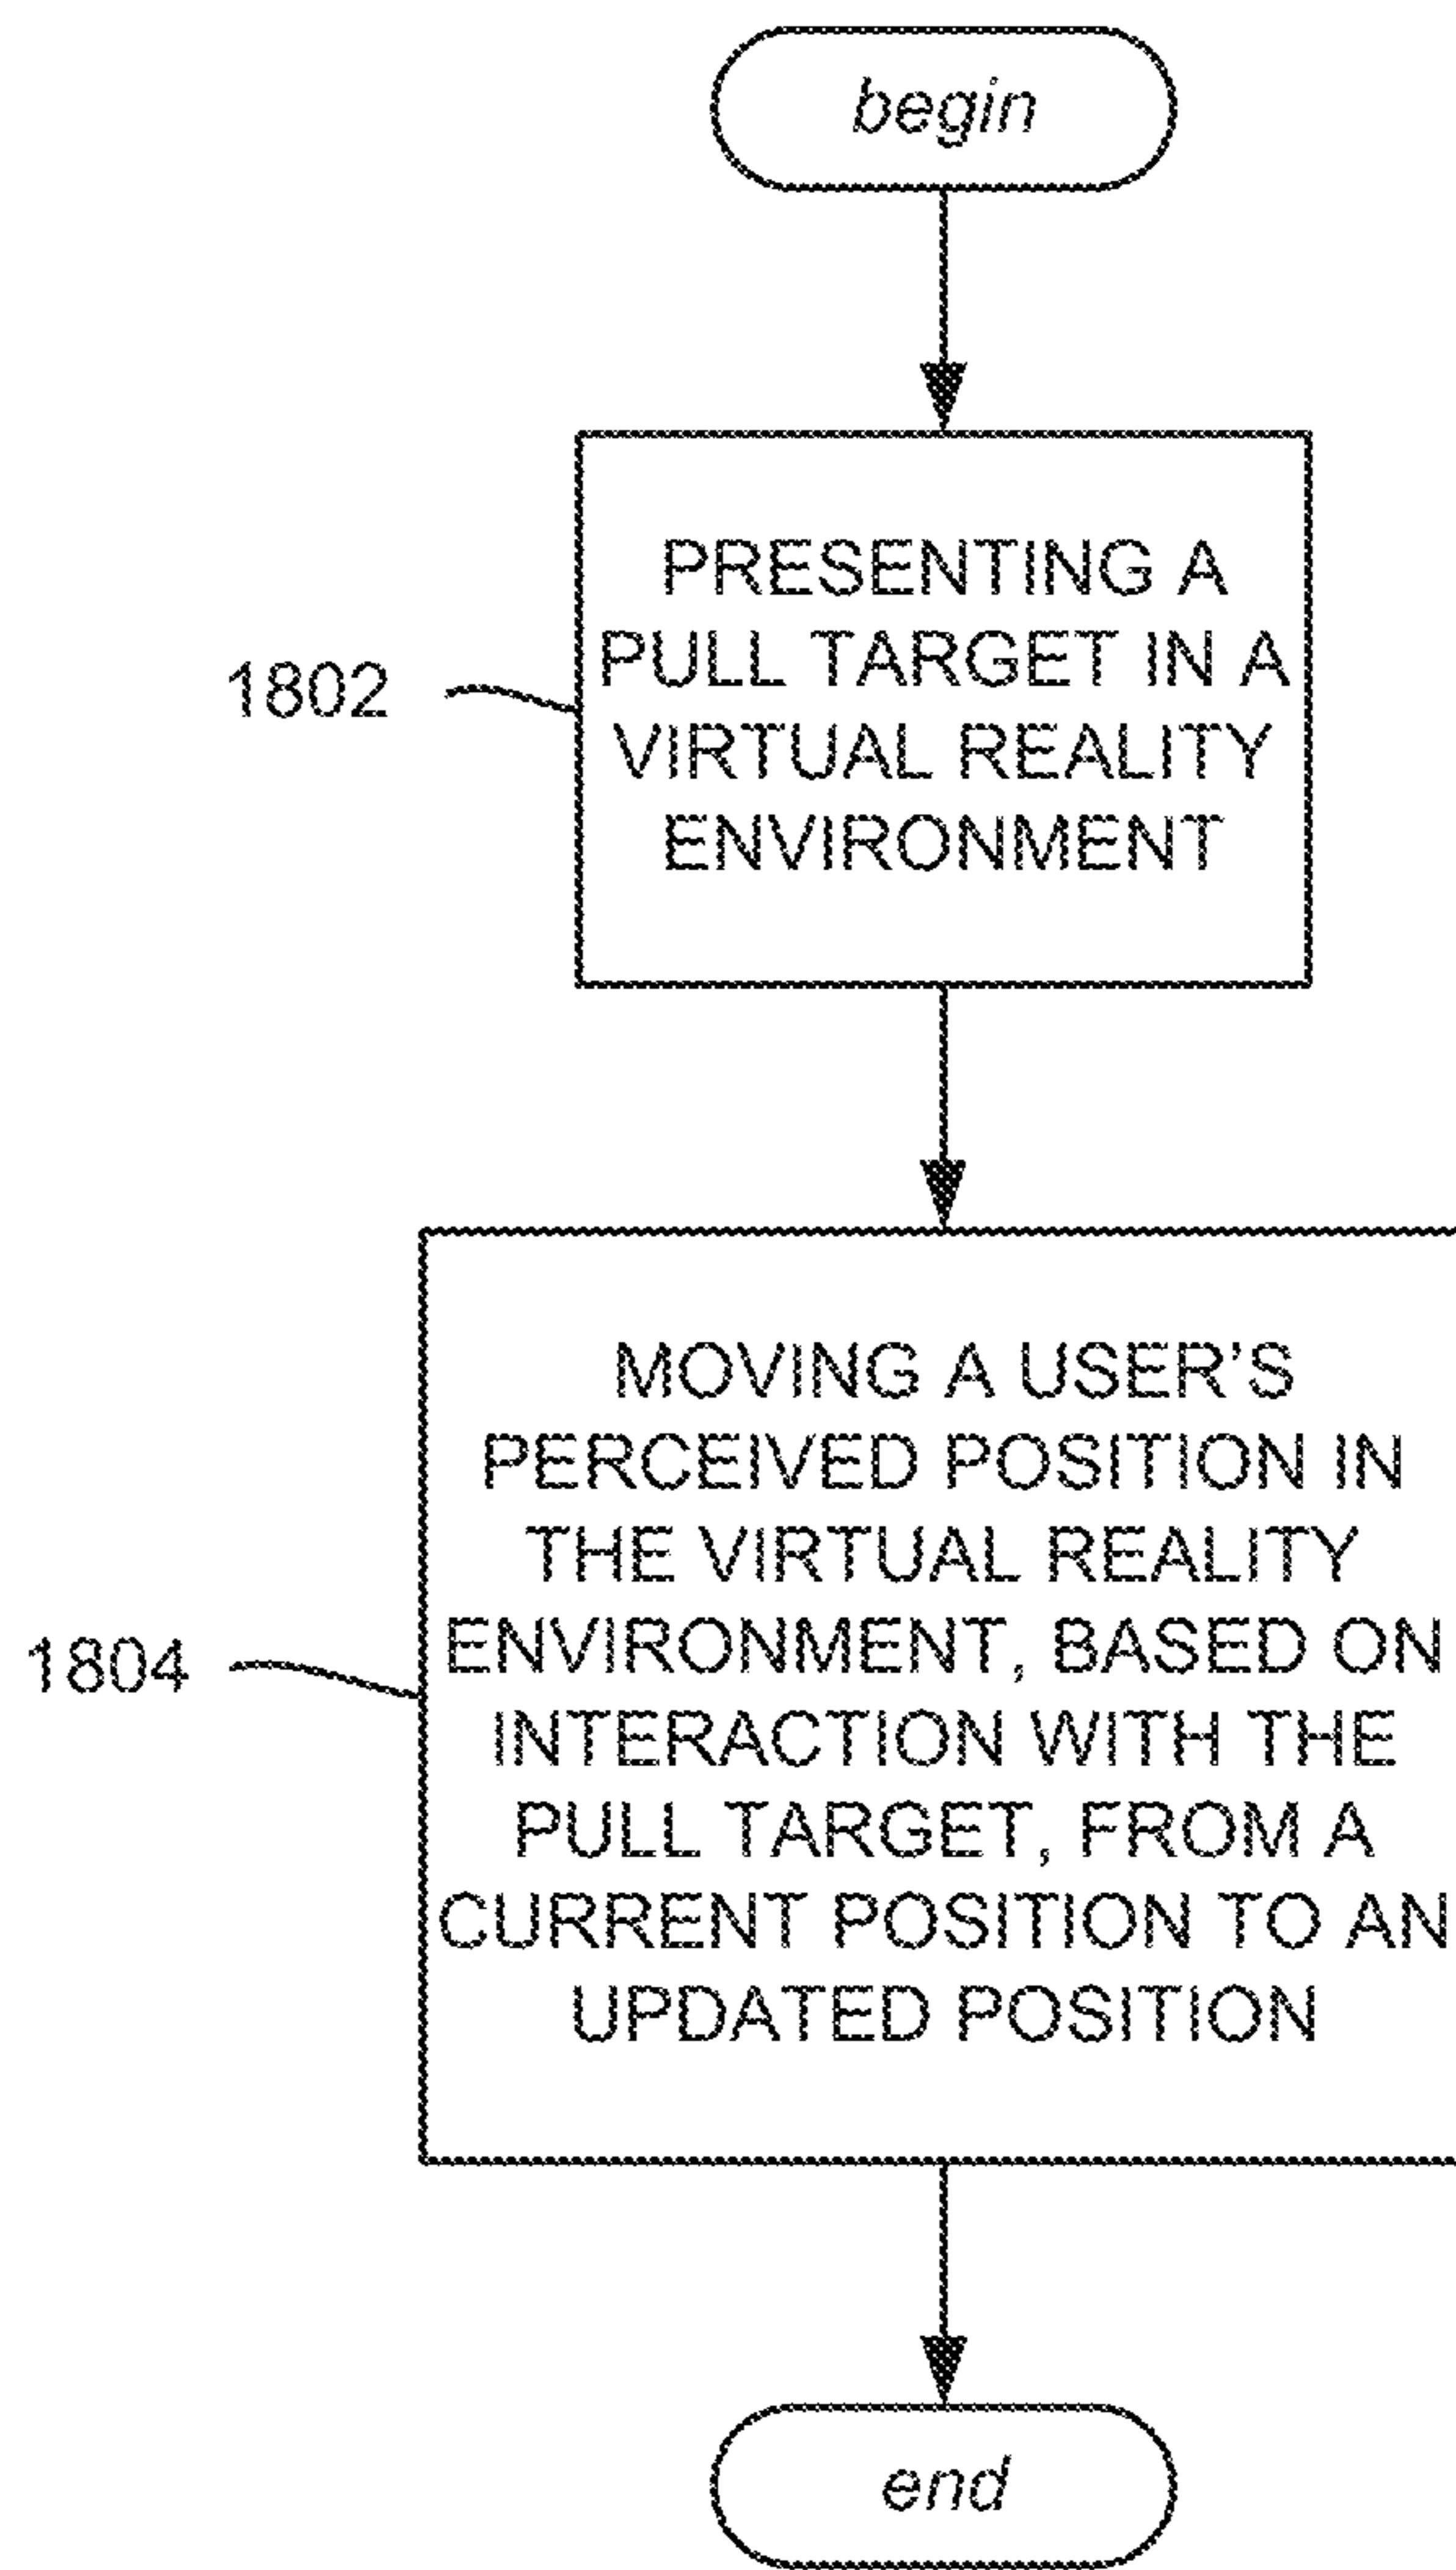 begin
PRESENTING A
PULL TARGET IN A
VIRTUAL REALITY
ENVIRONMENT
1802
MOVING A USER’S
PERCEIVED POSITION IN
THE VIRTUAL REALITY
ENVIRONMENT, BASED ON
INTERACTION WITH THE
PULL TARGET, FROM A
CURRENT POSITION TO AN
UPDATED POSITION
1804
end